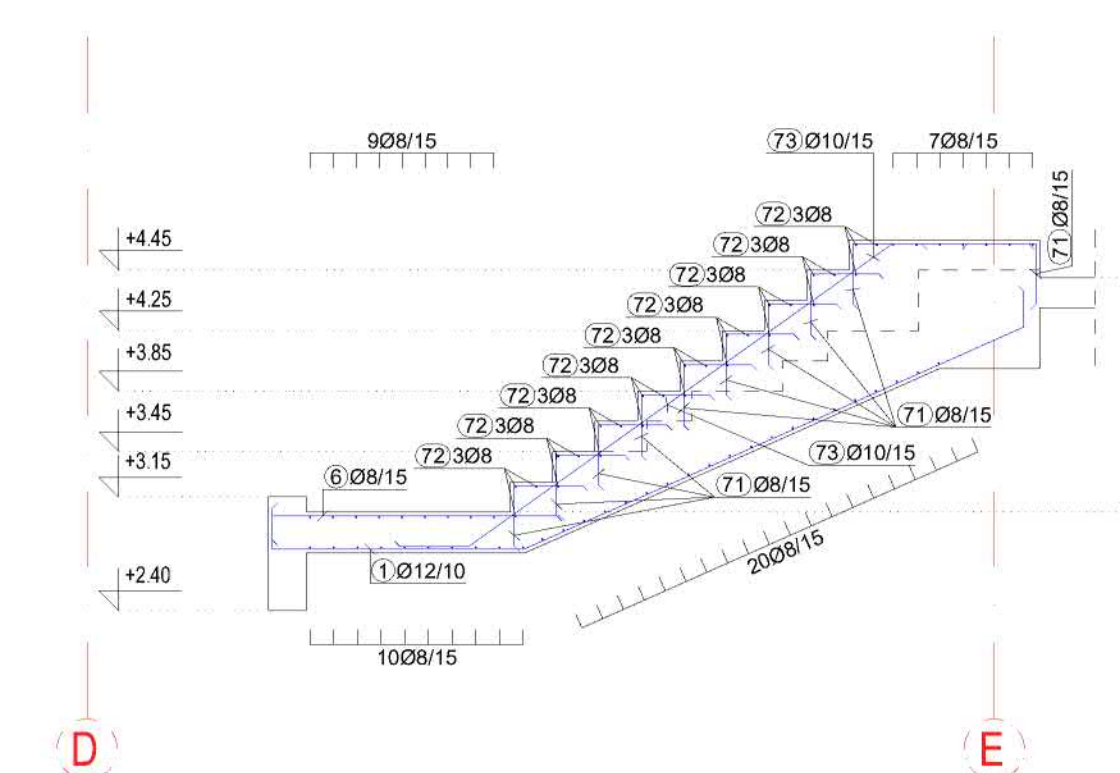 9Ø8/15
73 Ø10/15
7Ø8/15
71 Ø8/15
72 3Ø8
72 3Ø8
72 3Ø8
72 3Ø8
72 3Ø8
72 3Ø8
72 3Ø8
72 3Ø8
72 3Ø8
+4.45
+4.25
+3.85
+3.45
+3.15
+2.40
6 Ø8/15
71 Ø8/15
73 Ø10/15
71 Ø8/15
1 Ø12/10
20Ø8/15
10Ø8/15
D
E